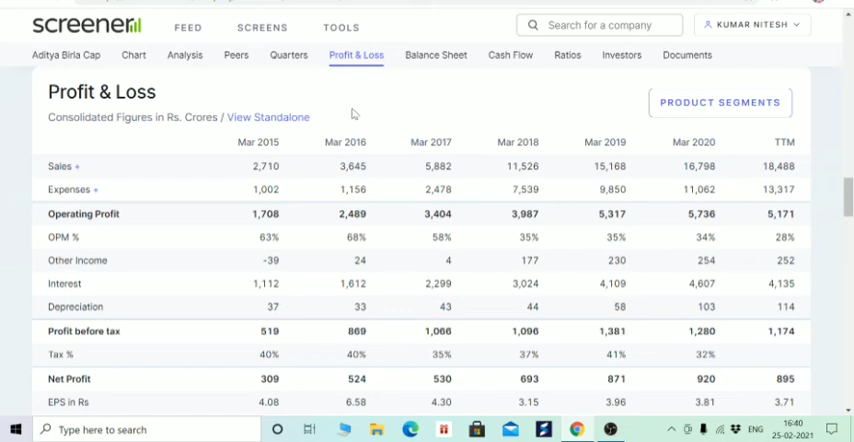 screener
FEED SCREENS TOOLS Search for a company KUMAR NITESH
Aditya Birla Cap Chart Analysis Peers Quarters Profit & Loss Balance Sheet Cash Flow Ratios Investors Documents
Profit & Loss
PRODUCT SEGMENTS
Consolidated Figures in Rs. Crores / View Standalone
Mar 2015 Mar 2016 Mar 2017 Mar 2018 Mar 2019 Mar 2020 TTM
Sales + 2,710 3,645 5,882 11,526 15,168 16,798 18,488
Expenses + 1,002 1,156 2,478 7,539 9,850 11,062 13,317
Operating Profit 1,708 2,489 3,404 3,987 5,317 5,736 5,171
OPM % 63% 68% 58% 35% 35% 34% 28%
Other Income -39 24 4 177 230 254 252
Interest 1,112 1,612 2,299 3,024 4,109 4,607 4,135
Depreciation 37 33 43 44 58 103 114
Profit before tax 519 869 1,066 1,096 1,381 1,280 1,174
Tax % 40% 40% 35% 37% 41% 32%
Net Profit 309 524 530 693 871 920 895
EPS in Rs 4.08 6.58 4.30 3.15 3.96 3.81 3.71
Type here to search ENG 16:40
25-02-2021